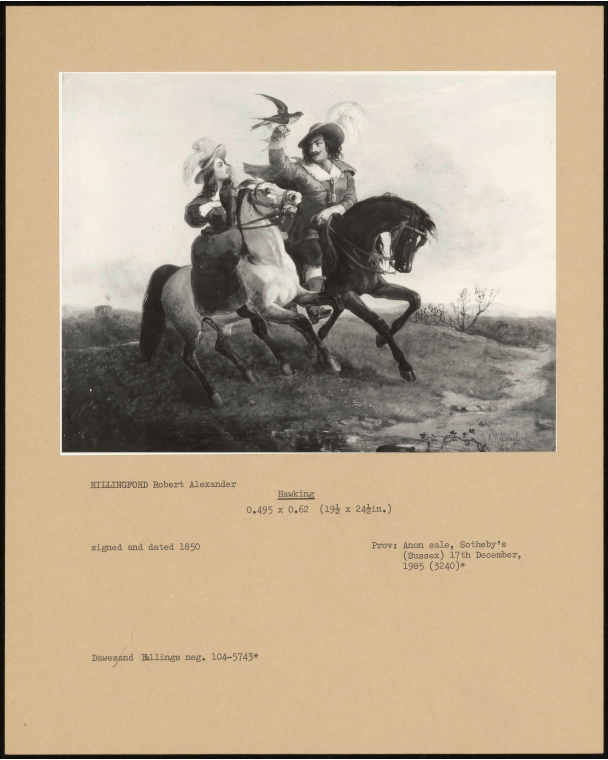 HILLINGFORD Robert Alexander
Hawking
0.495 x 0.62 (19½ x 24½in.)
signed and dated 1850
Prov: Anon sale, Sotheby's
(Sussex) 17th December,
1985 (3240)*
Dawes/and Billings neg. 104-5743*